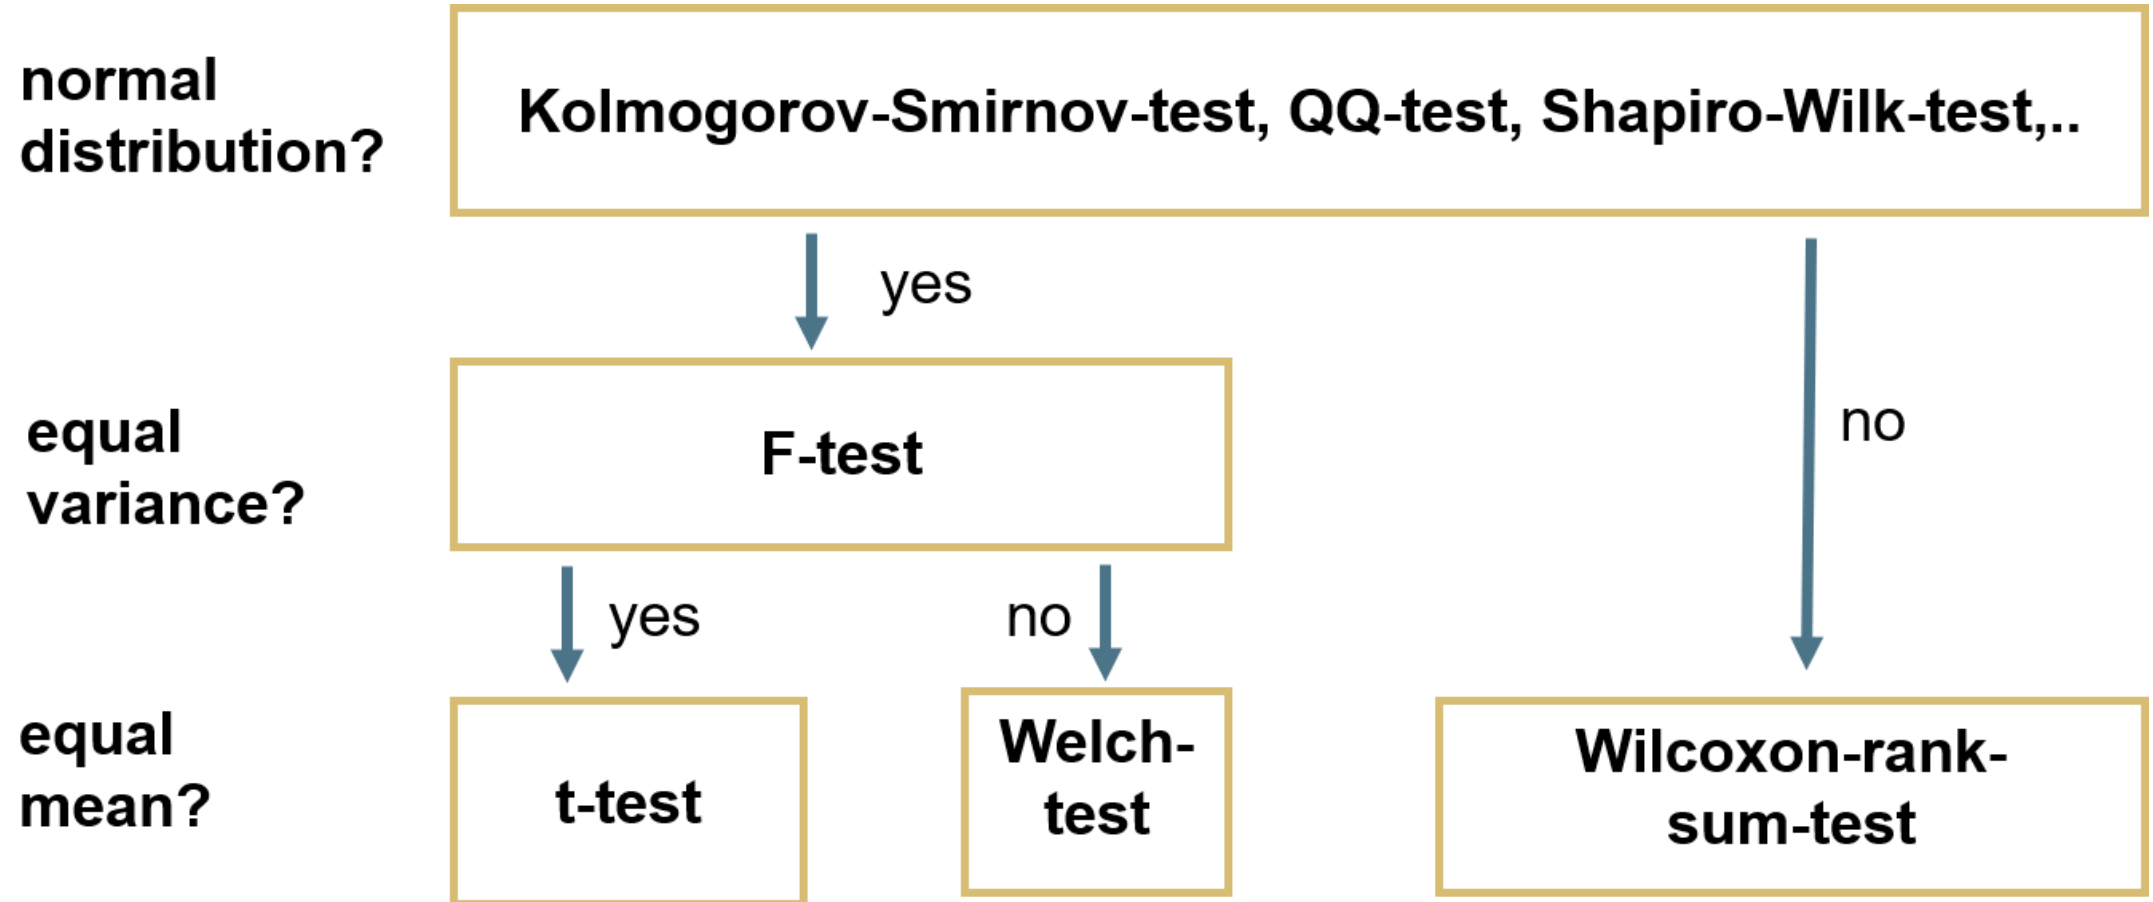 normal
distribution?
Kolmogorov-Smirnov-test, QQ-test, Shapiro-Wilk-test,..
yes
no
equal
variance?
F-test
yes
no
equal
mean?
t-test
Welch-
test
Wilcoxon-rank-
sum-test